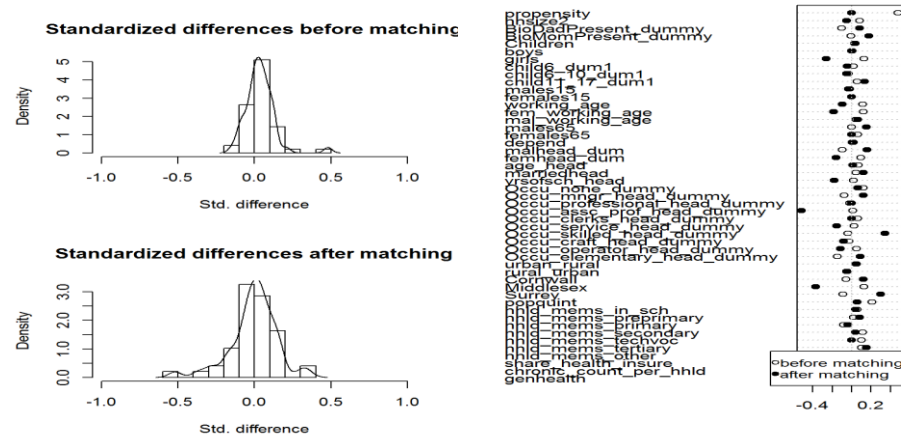 Standardized differences before matching
Density
0 1 2 3 4 5
-1.0 -0.5 0.0 0.5 1.0
Std. difference
Standardized differences after matching
Density
0.0 1.0 2.0 3.0
-1.0 -0.5 0.0 0.5 1.0
Std. difference
propensity
hhsize2
BioDadPresent_dummy
BioMomPresent_dummy
Children
boys
girls
child6_dum1
child6_10_dum1
child11_17_dum1
males15
females15
working_age
fem_working_age
mal_working_age
males65
females65
depend
malhead_dum
femhead_dum
age_head
marriedhead
yrsofsch_head
Occu_none_dummy
Occu_mngr_head_dummy
Occu_professional_head_dummy
Occu_assc_prof_head_dummy
Occu_clerks_head_dummy
Occu_service_head_dummy
Occu_skilled_head_dummy
Occu_craft_head_dummy
Occu_operator_head_dummy
Occu_elementary_head_dummy
urban_rural
rural_urban
Cornwall
Middlesex
Surrey
popquint
hhld_mems_in_sch
hhld_mems_preprimary
hhld_mems_primary
hhld_mems_secondary
hhld_mems_techvoc
hhld_mems_tertiary
hhld_mems_other
share_health_insure
chronic_count_per_hhld
genhealth
before matching
after matching
-0.4 0.2